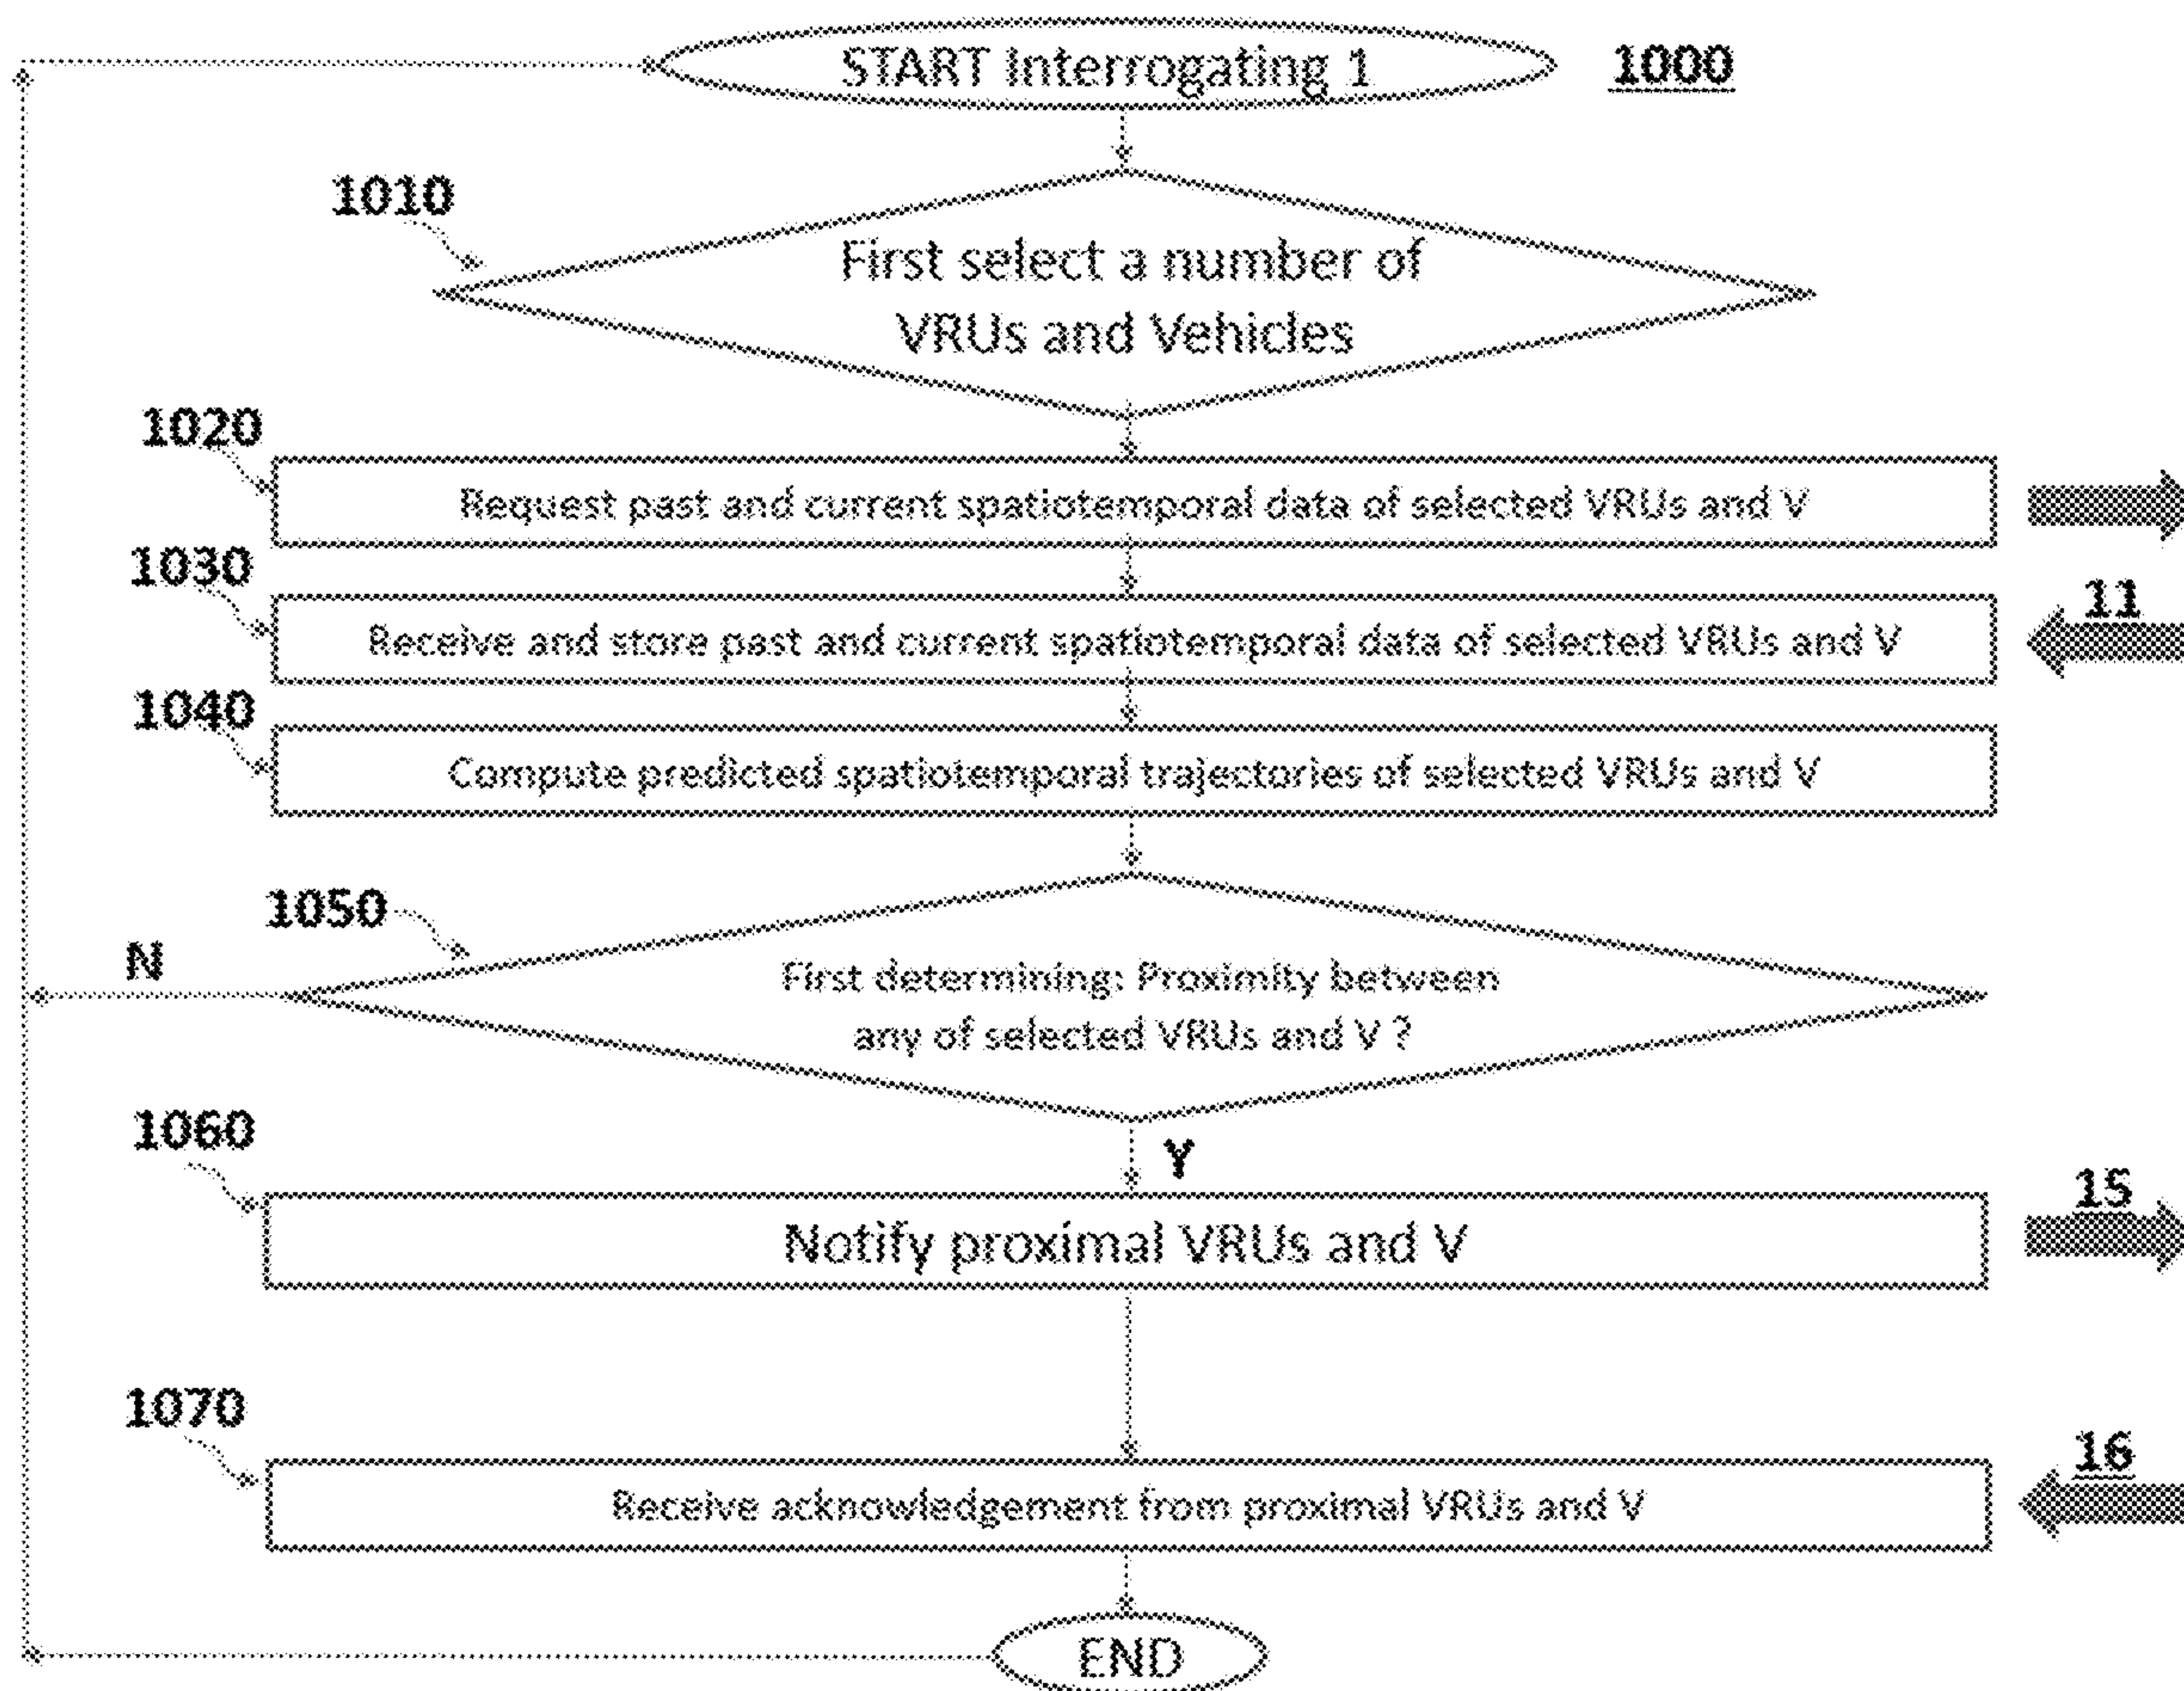 START Interrogating 1
1000
1010
First select a number of
VRUs and Vehicles
1020
Request past and current spatiotemporal data of selected VRUs and V
1030
11
Receive and store past and current spatiotemporal data of selected VRUs and V
1040
Compute predicted spatiotemporal trajectories of selected VRUs and V
1050
N
First determining: Proximity between
any of selected VRUs and V ?
1060
Y
15
Notify proximal VRUs and V
1070
16
Receive acknowledgement from proximal VRUs and V
END